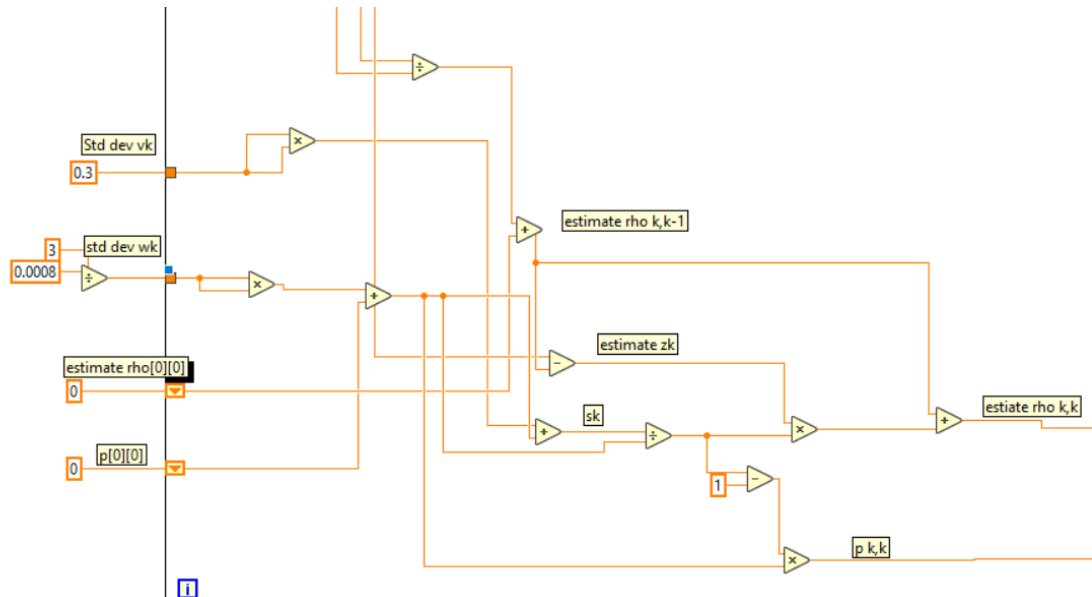 ÷
Std dev vk
×
0.3
estimate rho k,k-1
+
3
std dev wk
0.0008
÷
×
+
estimate zk
−
estimate rho[0][0]
0
sk
estiate rho k,k
+
+
÷
×
p[0][0]
0
1
−
p k,k
×
i